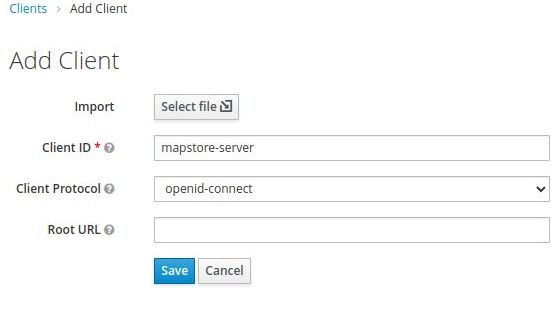 Clients > Add Client
Add Client
Import Select file
Client ID * mapstore-server
Client Protocol openid-connect
Root URL
Save Cancel